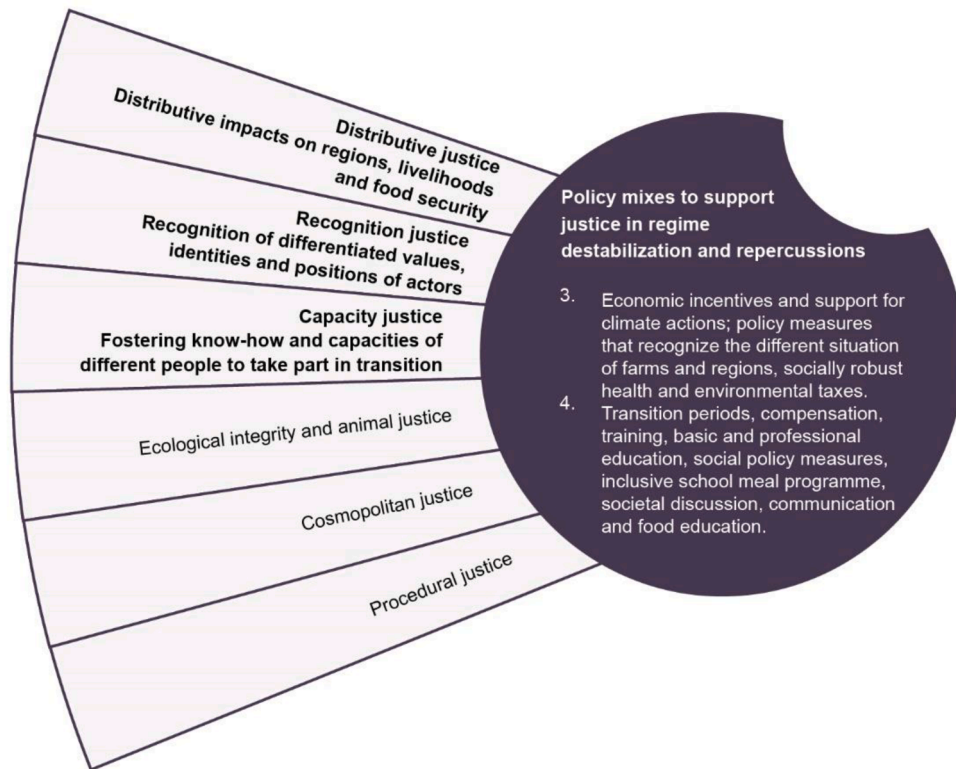 Distributive justice
Distributive impacts on regions, livelihoods
and food security
Recognition justice
Recognition of differentiated values,
identities and positions of actors
Capacity justice
Fostering know-how and capacities of
different people to take part in transition
Ecological integrity and animal justice
Cosmopolitan justice
Procedural justice
Policy mixes to support
justice in regime
destabilization and repercussions
3. Economic incentives and support for
climate actions; policy measures
that recognize the different situation
of farms and regions, socially robust
health and environmental taxes.
4. Transition periods, compensation,
training, basic and professional
education, social policy measures,
inclusive school meal programme,
societal discussion, communication
and food education.